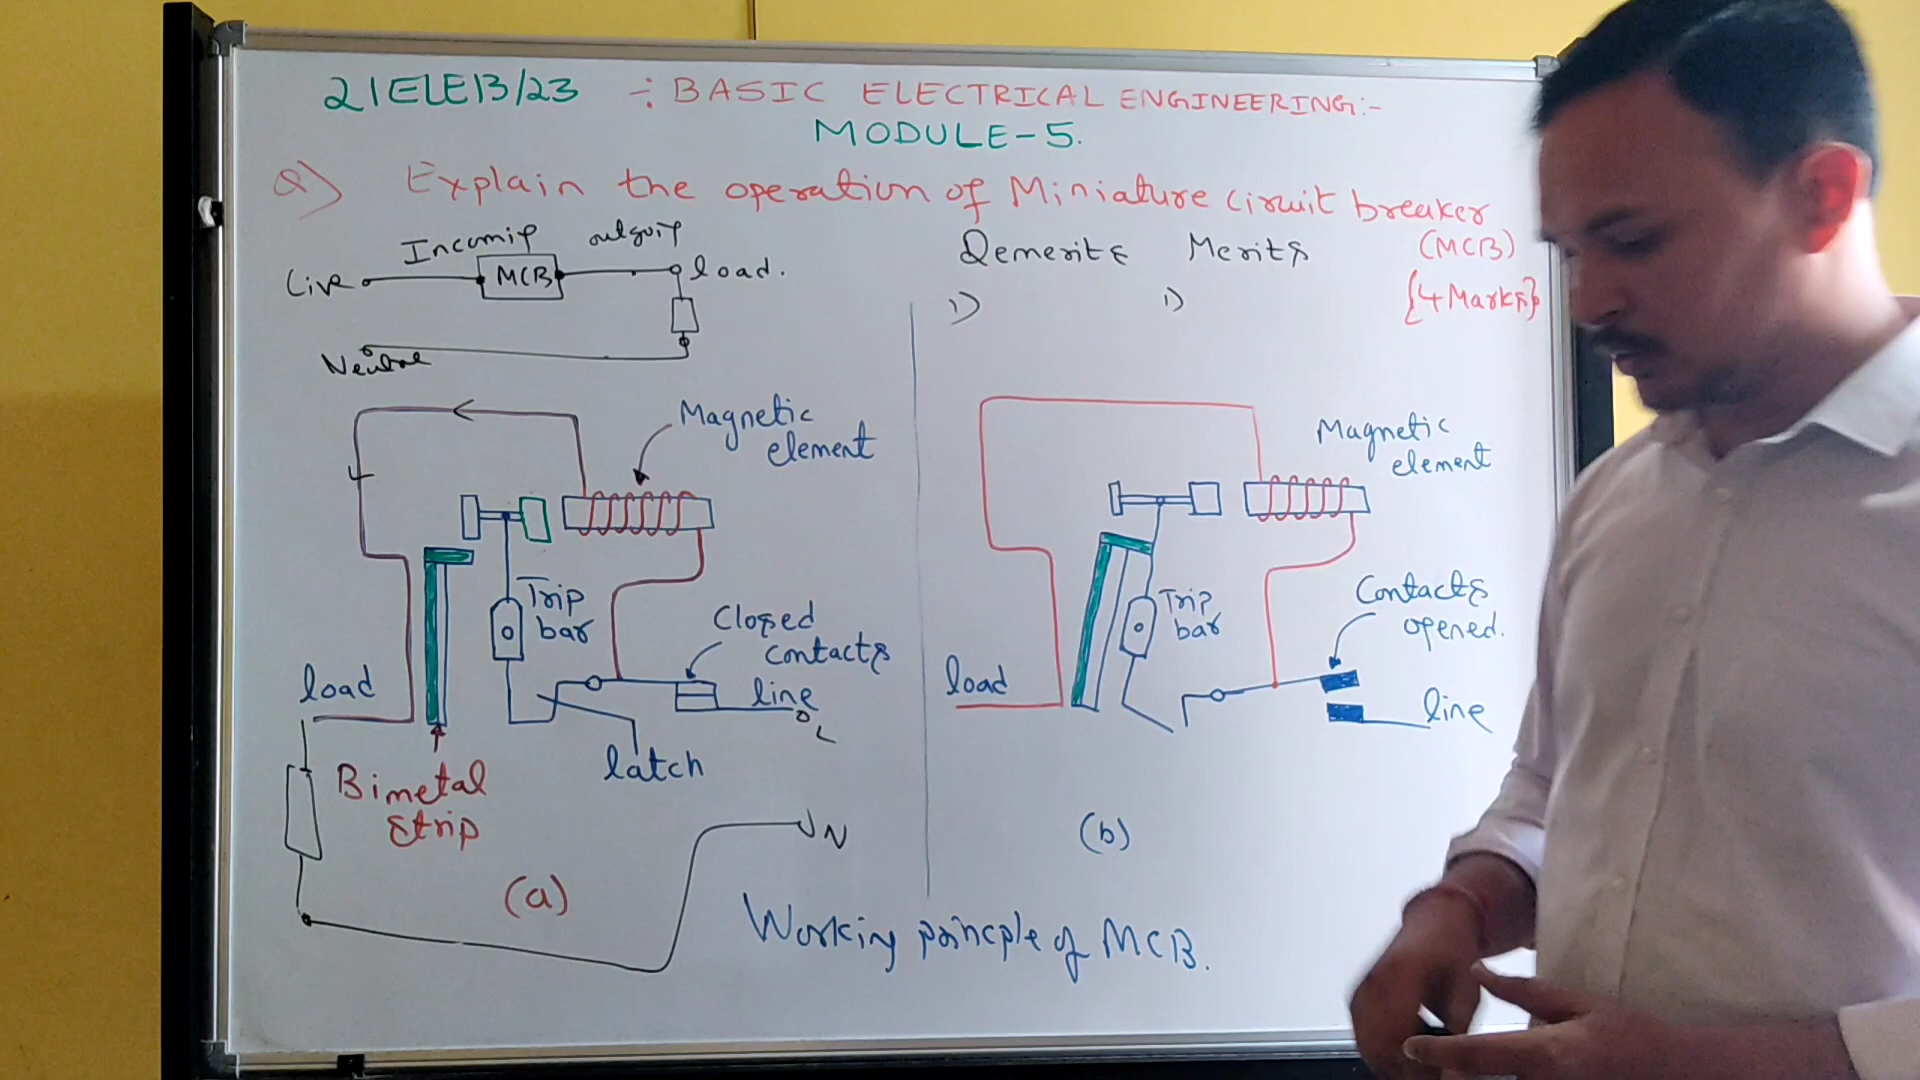 21ELE13/23 ÷ BASIC ELECTRICAL ENGINEERING:-
MODULE-5.
Q) Explain the operation of Miniature circuit breaker
(MCB)
{4 Marks}
Incoming outgoing
Live MCB load.
Neutral
Demerits Merits
1) 1)
Magnetic
element
Trip
bar
Closed
contacts
line
L
load
latch
Bimetal
strip
N
(a)
Magnetic
element
Trip
bar
Contacts
opened.
load
line
(b)
Working princple of MCB.